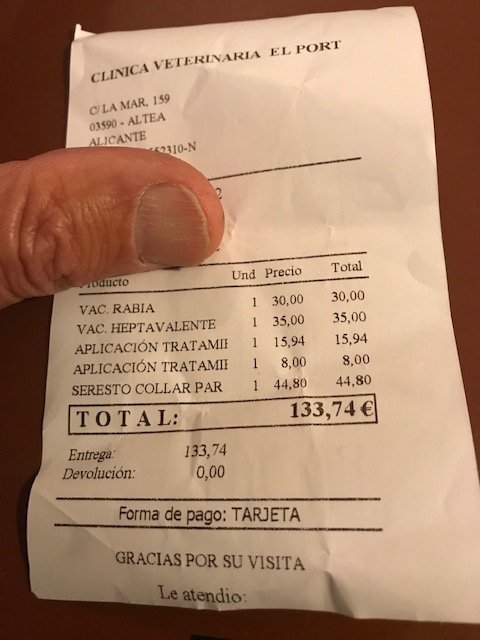 CLINICA VETERINARIA EL PORT
C/ LA MAR, 159
03590 - ALTEA
ALICANTE
52310-N
2
Producto Und Precio Total
VAC. RABIA 1 30,00 30,00
VAC. HEPTAVALENTE 1 35,00 35,00
APLICACIÓN TRATAMII 1 15,94 15,94
APLICACIÓN TRATAMII 1 8,00 8,00
SERESTO COLLAR PAR 1 44,80 44,80
TOTAL: 133,74 €
Entrega: 133,74
Devolución: 0,00
Forma de pago: TARJETA
GRACIAS POR SU VISITA
Le atendio: